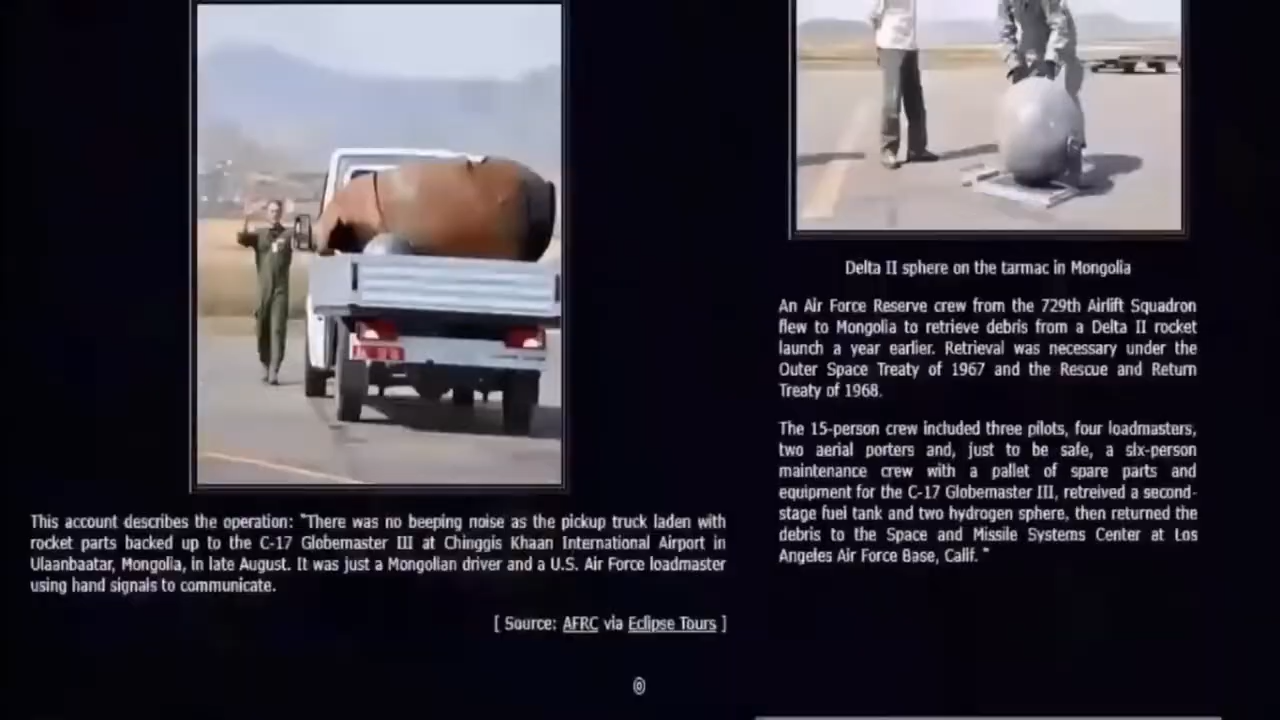 This account describes the operation: "There was no beeping noise as the pickup truck laden with
rocket parts backed up to the C-17 Globemaster III at Chinggis Khaan International Airport in
Ulaanbaatar, Mongolia, in late August. It was just a Mongolian driver and a U.S. Air Force loadmaster
using hand signals to communicate.
[ Source: AFRC via Eclipse Tours ]
Delta II sphere on the tarmac in Mongolia
An Air Force Reserve crew from the 729th Airlift Squadron
flew to Mongolia to retrieve debris from a Delta II rocket
launch a year earlier. Retrieval was necessary under the
Outer Space Treaty of 1967 and the Rescue and Return
Treaty of 1968.
The 15-person crew included three pilots, four loadmasters,
two aerial porters and, just to be safe, a six-person
maintenance crew with a pallet of spare parts and
equipment for the C-17 Globemaster III, retreived a second-
stage fuel tank and two hydrogen sphere, then returned the
debris to the Space and Missile Systems Center at Los
Angeles Air Force Base, Calif. "